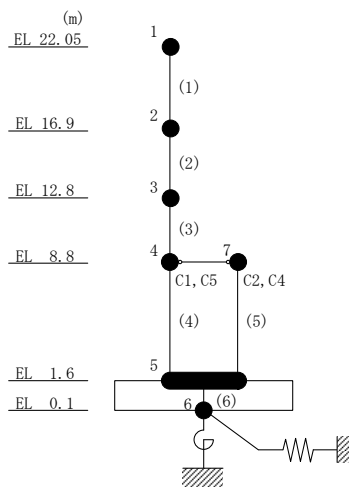 (m)
1
EL 22.05
(1)
2
EL 16.9
(2)
3
EL 12.8
(3)
4
7
EL 8.8
C1, C5
C2, C4
(4)
(5)
5
EL 1.6
6
(6)
EL 0.1